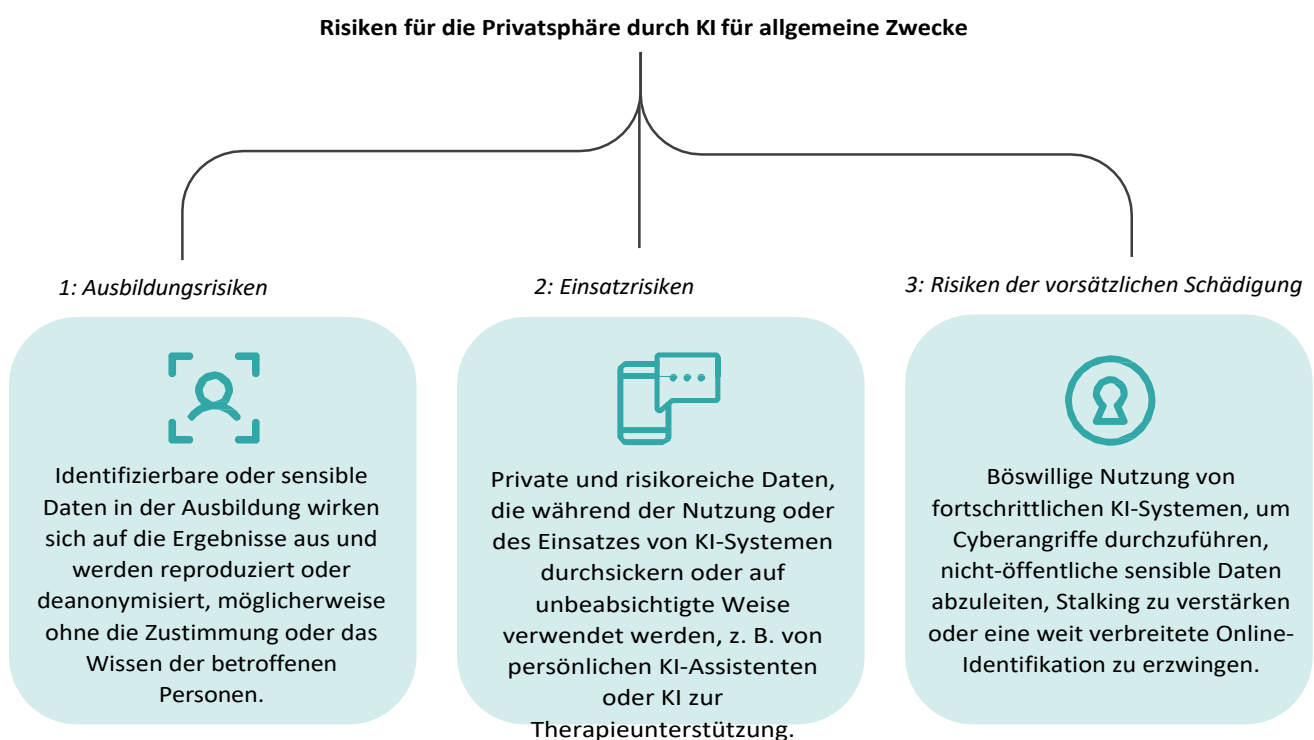 Risiken für die Privatsphäre durch KI für allgemeine Zwecke
1: Ausbildungsrisiken
Identifizierbare oder sensible
Daten in der Ausbildung wirken
sich auf die Ergebnisse aus und
werden reproduziert oder
deanonymisiert, möglicherweise
ohne die Zustimmung oder das
Wissen der betroffenen
Personen.
2: Einsatzrisiken
Private und risikoreiche Daten,
die während der Nutzung oder
des Einsatzes von KI-Systemen
durchsickern oder auf
unbeabsichtigte Weise
verwendet werden, z. B. von
persönlichen KI-Assistenten
oder KI zur
Therapieunterstützung.
3: Risiken der vorsätzlichen Schädigung
Böswillige Nutzung von
fortschrittlichen KI-Systemen, um
Cyberangriffe durchzuführen,
nicht-öffentliche sensible Daten
abzuleiten, Stalking zu verstärken
oder eine weit verbreitete Online-
Identifikation zu erzwingen.